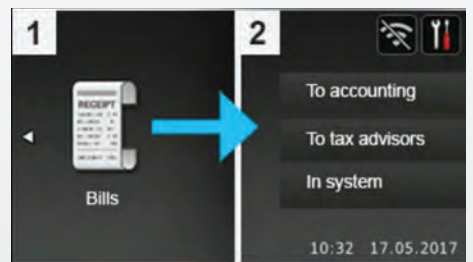 1
RECEIPT
Bills
2
To accounting
To tax advisors
In system
10:32 17.05.2017